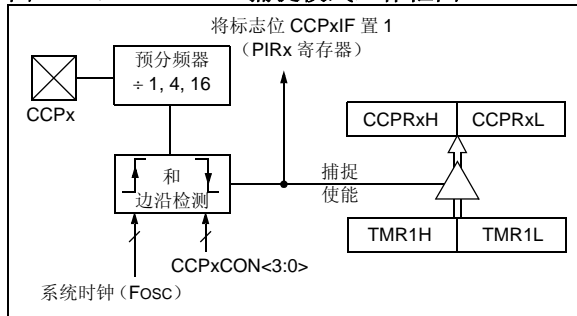 将标志位 CCPxIF 置 1
（PIRx 寄存器）
预分频器
÷ 1, 4, 16
CCPx
CCPRxH
CCPRxL
和
边沿检测
捕捉
使能
TMR1H
TMR1L
CCPxCON<3:0>
系统时钟（FOSC）